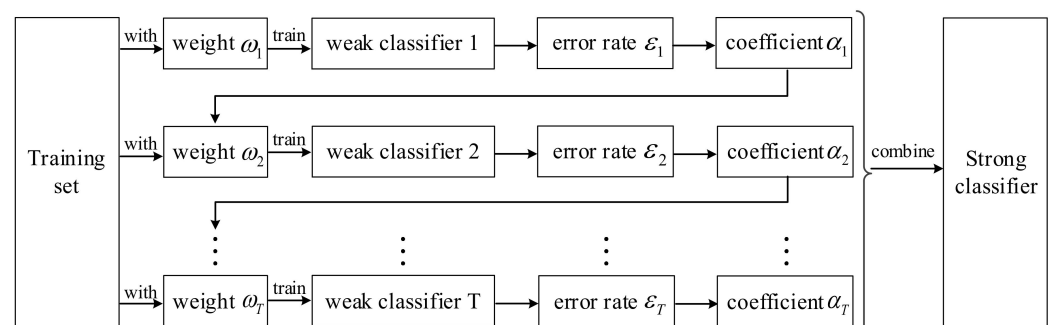 Training
set
with
weight ω1
train
weak classifier 1
error rate ε1
coefficient α1
with
weight ω2
train
weak classifier 2
error rate ε2
coefficient α2
with
weight ωT
train
weak classifier T
error rate εT
coefficient αT
combine
Strong
classifier